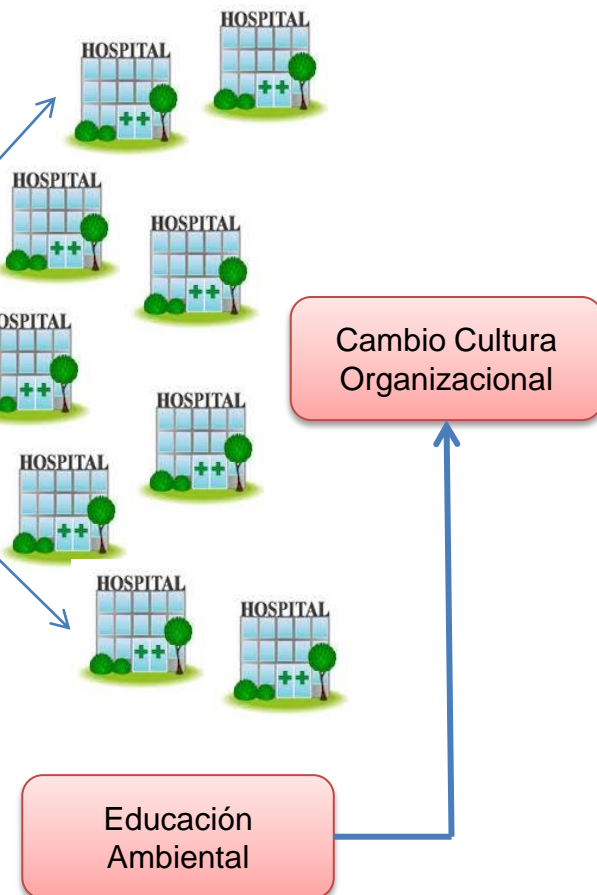 HOSPITAL
HOSPITAL
HOSPITAL
HOSPITAL
OSPITAL
HOSPITAL
HOSPITAL
HOSPITAL
HOSPITAL
Cambio Cultura
Organizacional
Educación
Ambiental